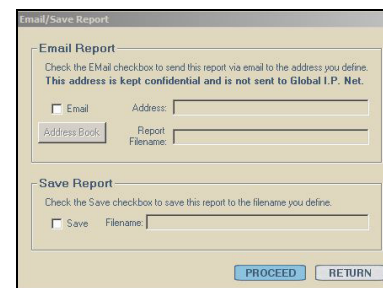 Email/Save Report
Email Report
Check the EMail checkbox to send this report via email to the address you define.
This address is kept confidential and is not sent to Global I.P. Net.
Email Address:
Address Book Report
Filename:
Save Report
Check the Save checkbox to save this report to the filename you define.
Save Filename:
PROCEED RETURN